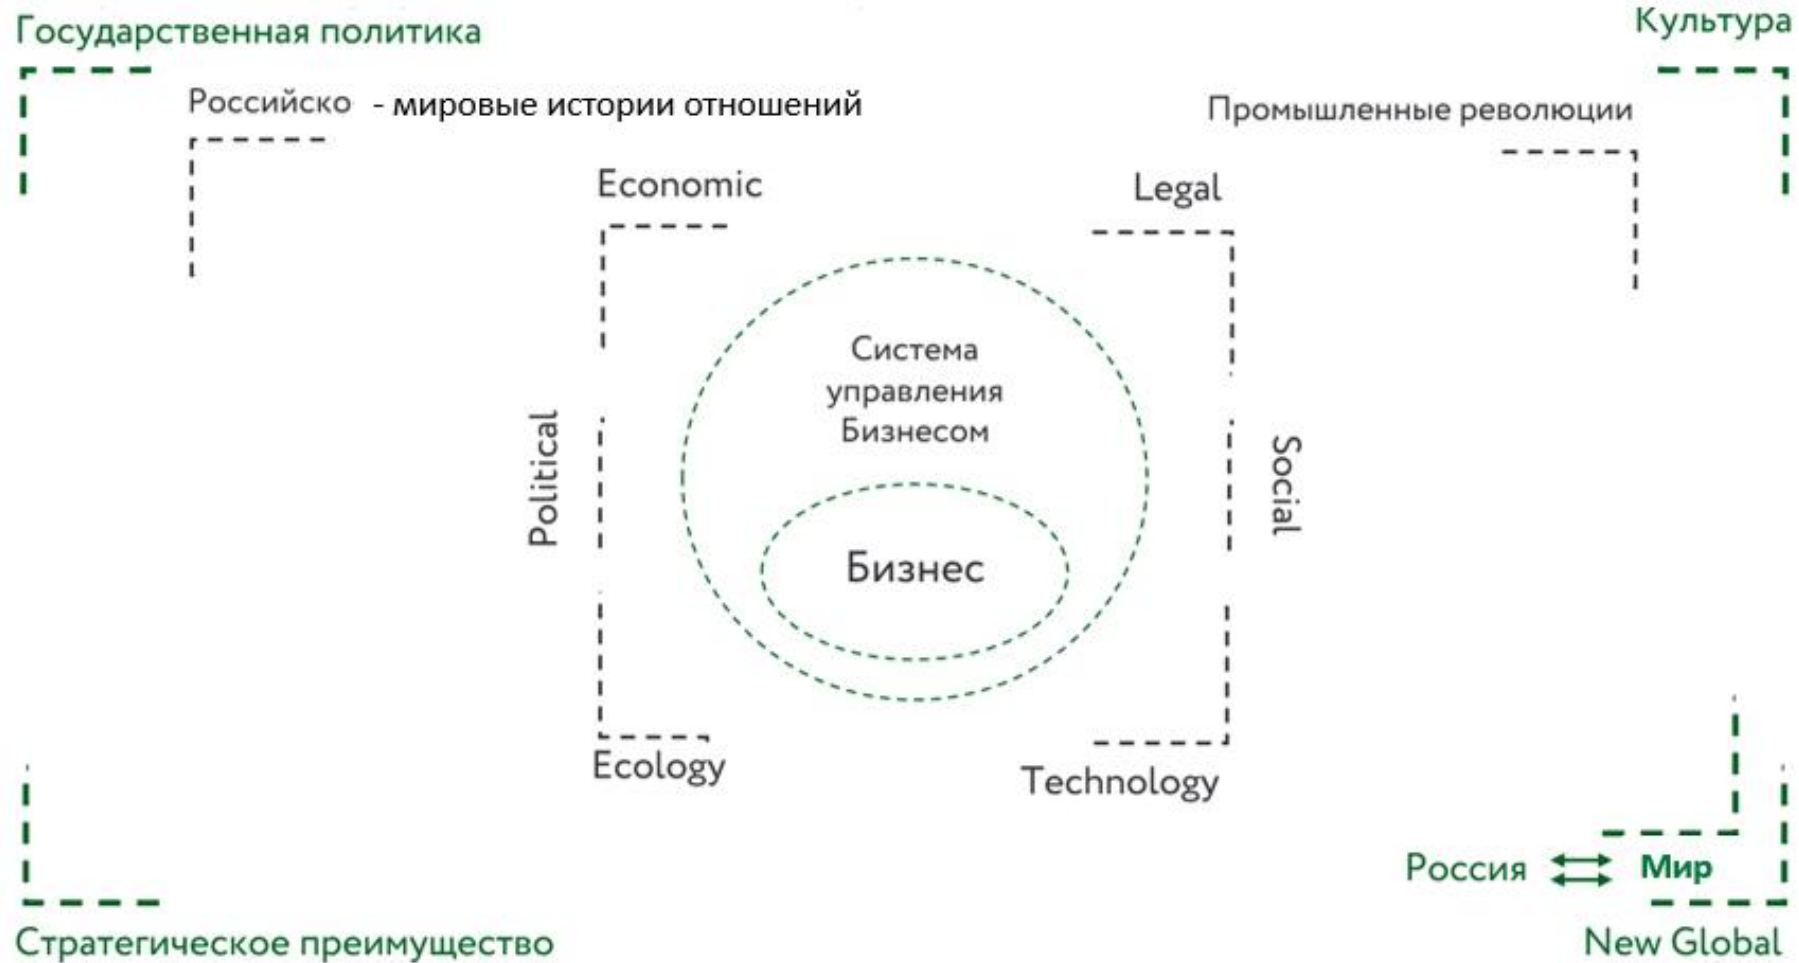 Государственная политика
Культура
Российско - мировые истории отношений
Промышленные революции
Economic
Legal
Система
управления
Бизнесом
Political
Social
Бизнес
Ecology
Technology
Россия
Мир
Стратегическое преимущество
New Global